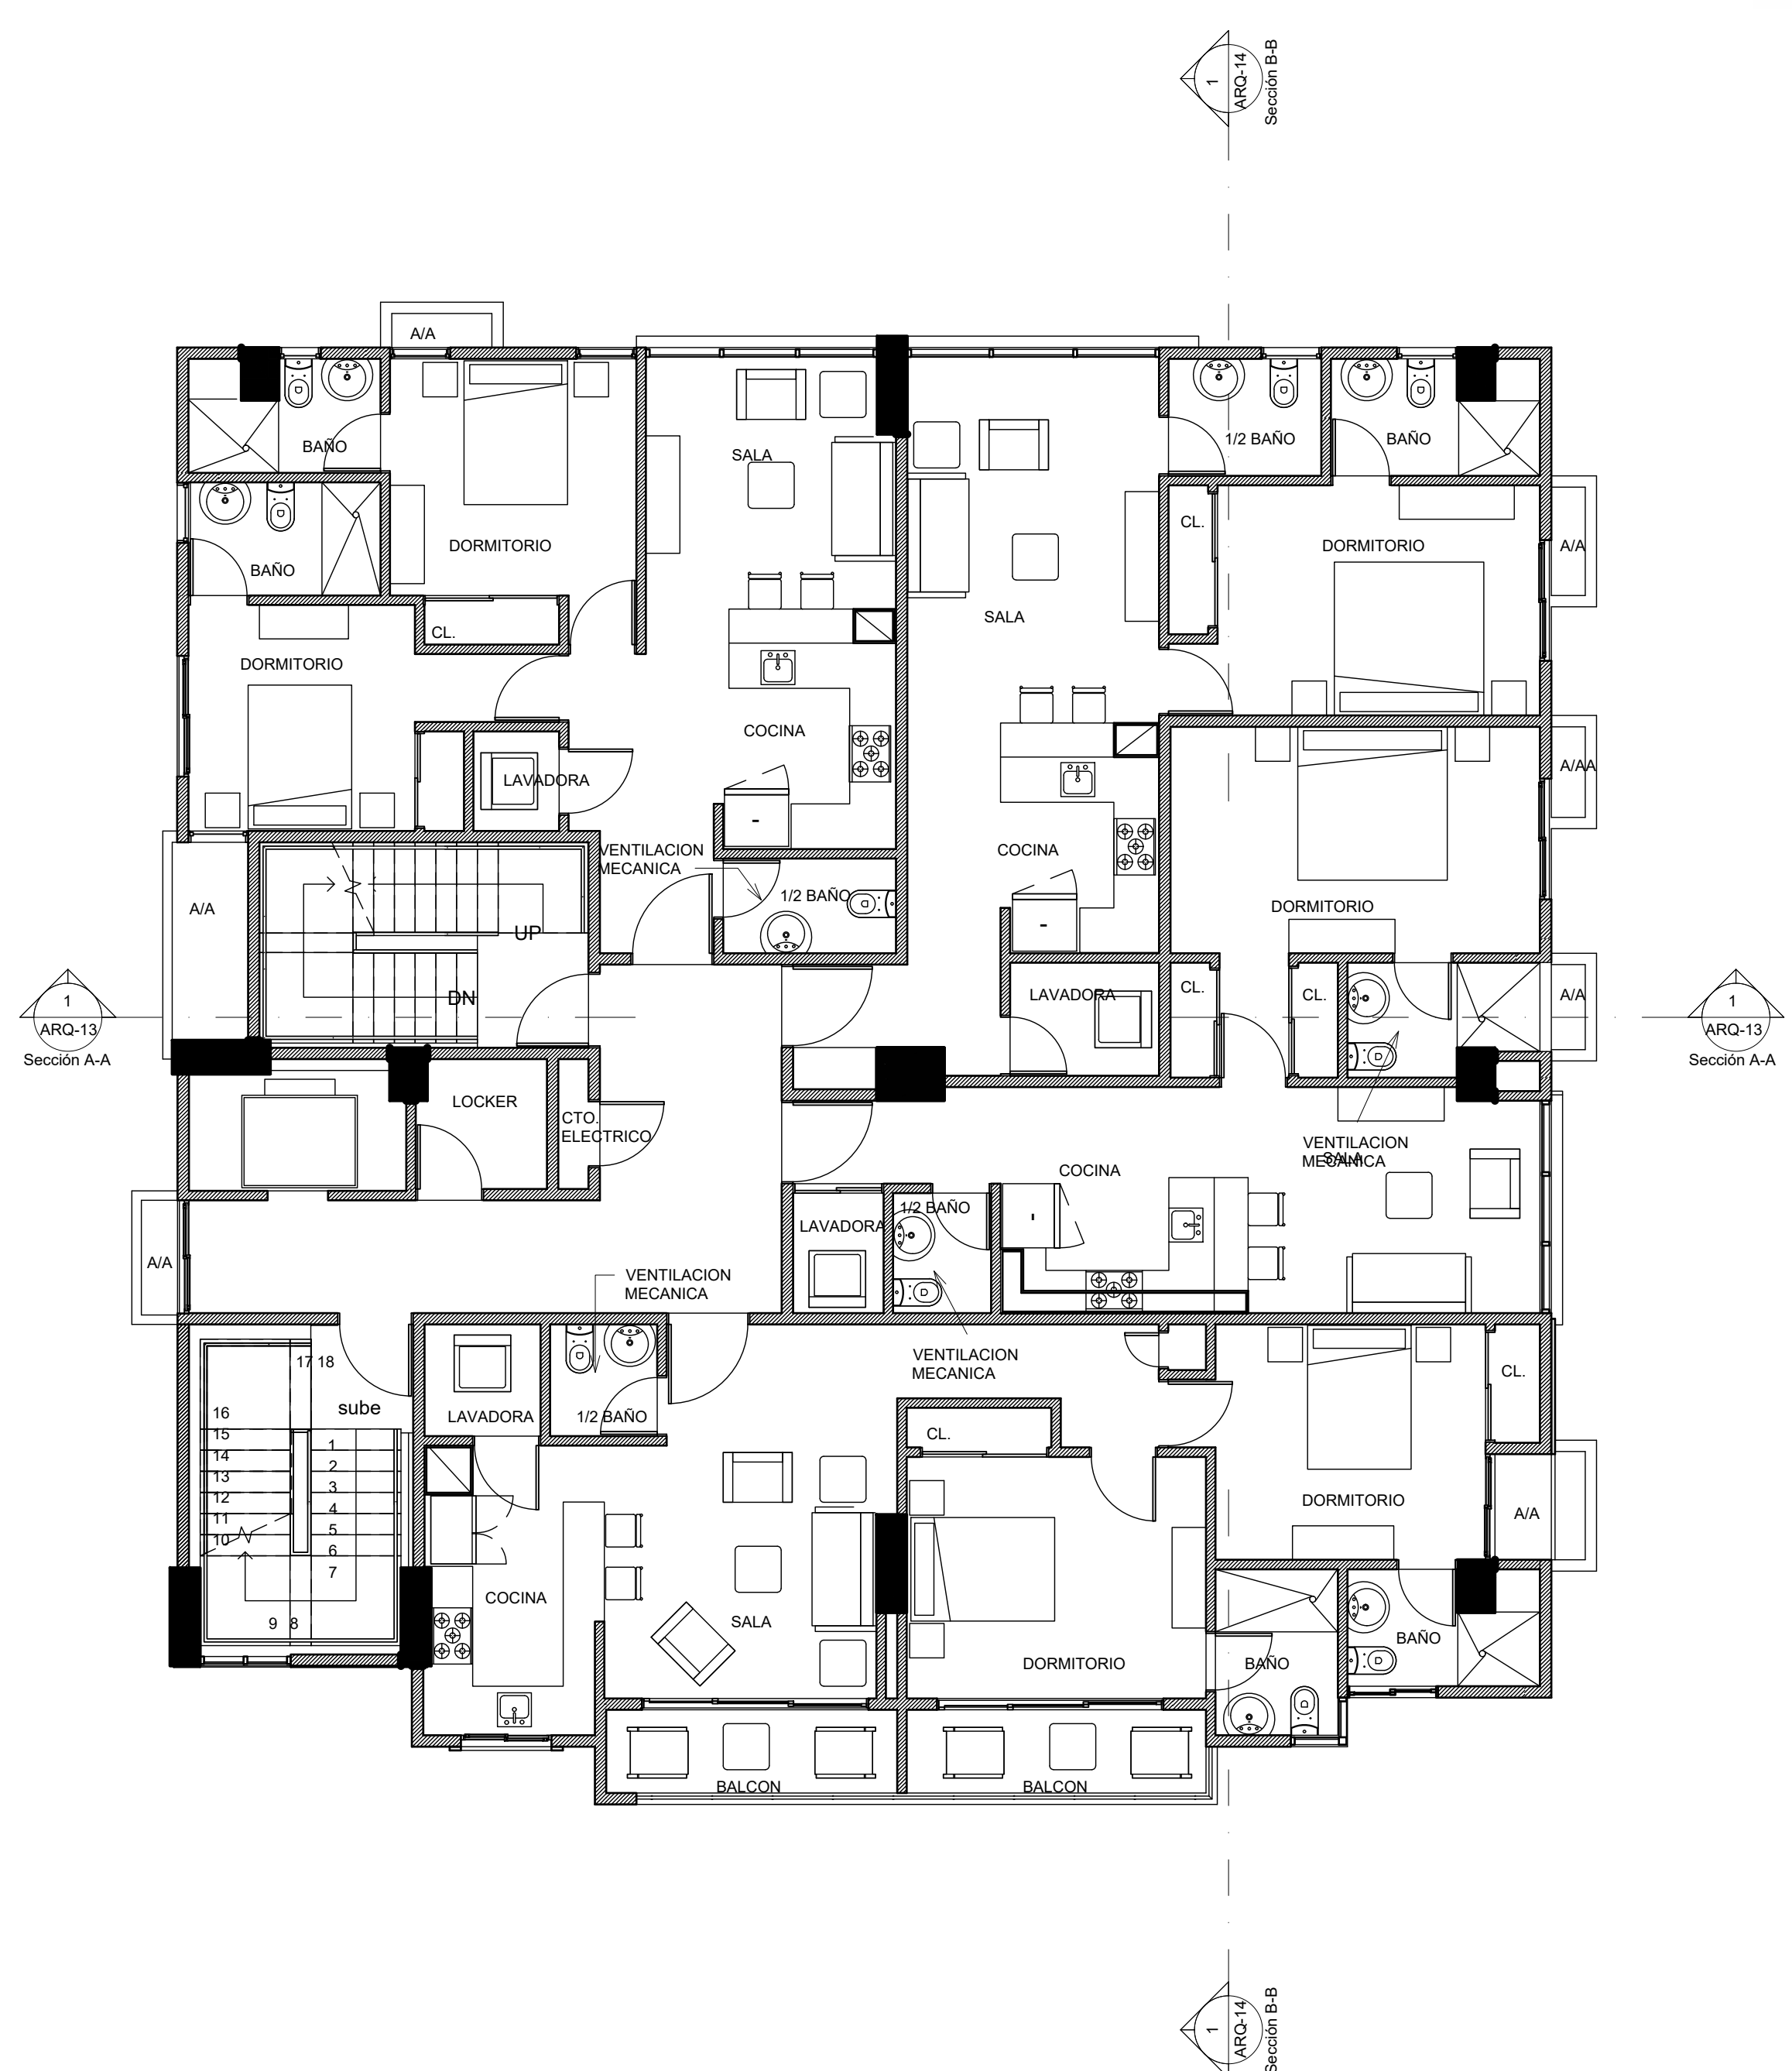 1
ARQ-14
Sección B-B
A/A
BAÑO
SALA
1/2 BAÑO
BAÑO
CL.
DORMITORIO
DORMITORIO
A/A
BAÑO
SALA
CL.
DORMITORIO
COCINA
A/AA
LAVADORA
VENTILACION
MECANICA
COCINA
1/2 BAÑO
A/A
DORMITORIO
UP
DN
LAVADORA
CL.
CL.
A/A
1
ARQ-13
Sección A-A
1
ARQ-13
Sección A-A
LOCKER
CTO.
ELECTRICO
COCINA
VENTILACION
MECANICA
SALA
1/2 BAÑO
LAVADORA
A/A
VENTILACION
MECANICA
VENTILACION
MECANICA
17 18
sube
CL.
16
15
14
13
12
11
10
1
2
3
4
5
6
7
9 8
LAVADORA
1/2 BAÑO
CL.
DORMITORIO
A/A
COCINA
SALA
BAÑO
DORMITORIO
BAÑO
BALCON
BALCON
1
ARQ-14
Sección B-B